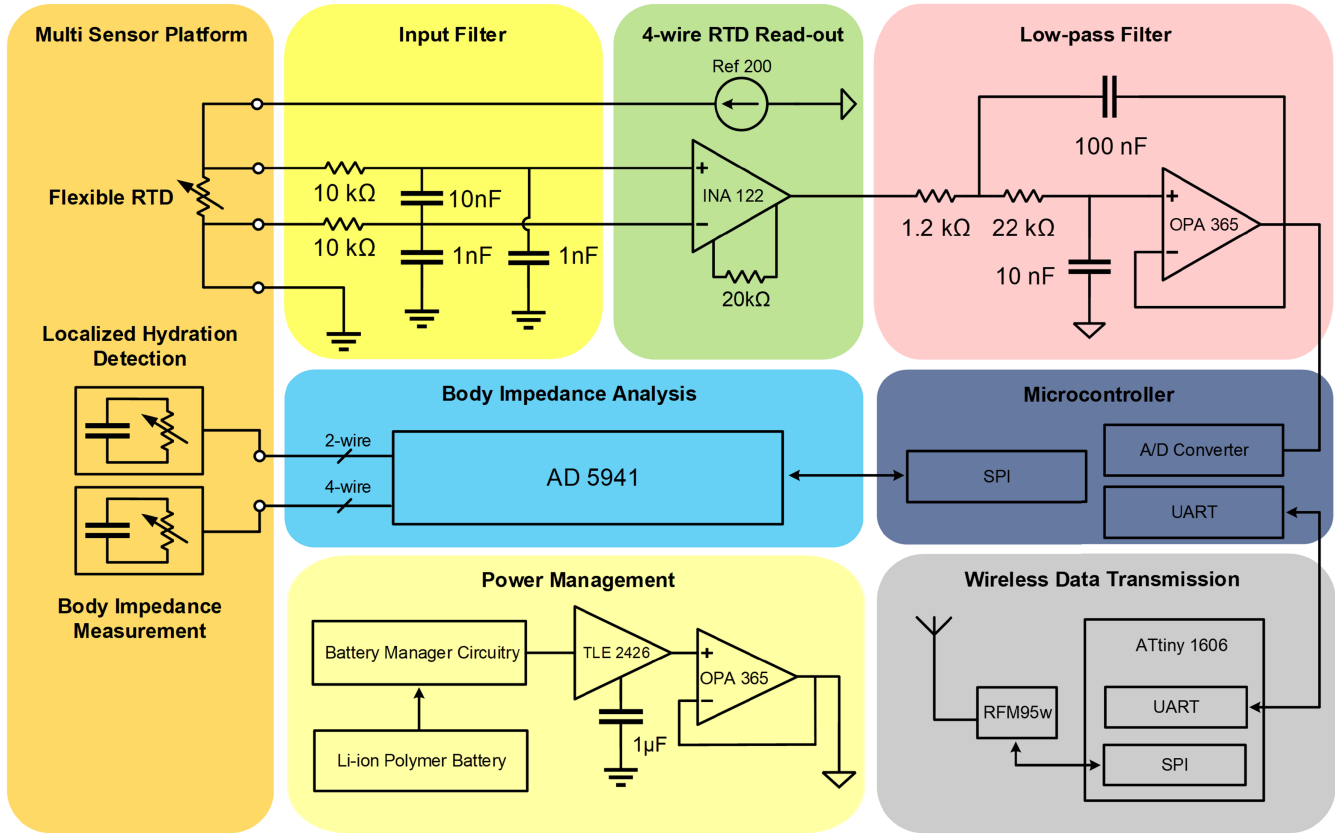 Multi Sensor Platform
Flexible RTD
Localized Hydration
Detection
Body Impedance
Measurement
Input Filter
10 kΩ
10nF
10 kΩ
1nF
1nF
4-wire RTD Read-out
Ref 200
+
INA 122
−
20kΩ
Low-pass Filter
100 nF
1.2 kΩ
22 kΩ
+
OPA 365
−
10 nF
Body Impedance Analysis
2-wire
4-wire
AD 5941
Microcontroller
SPI
A/D Converter
UART
Power Management
Battery Manager Circuitry
Li-ion Polymer Battery
TLE 2426
1µF
+
OPA 365
−
Wireless Data Transmission
RFM95w
ATtiny 1606
UART
SPI